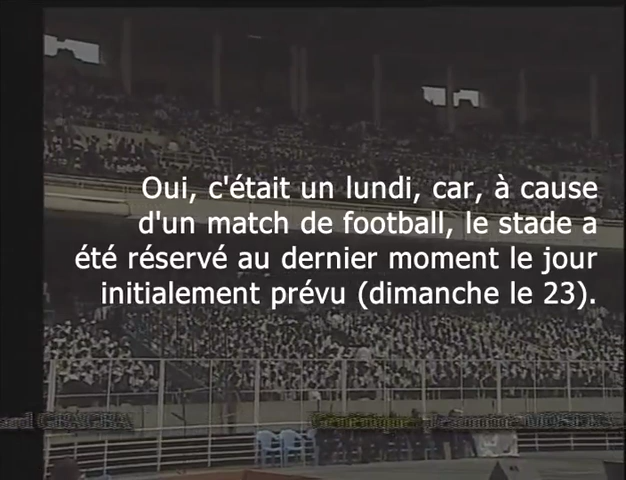 Oui, c'était un lundi, car, à cause
d'un match de football, le stade a
été réservé au dernier moment le jour
initialement prévu (dimanche le 23).